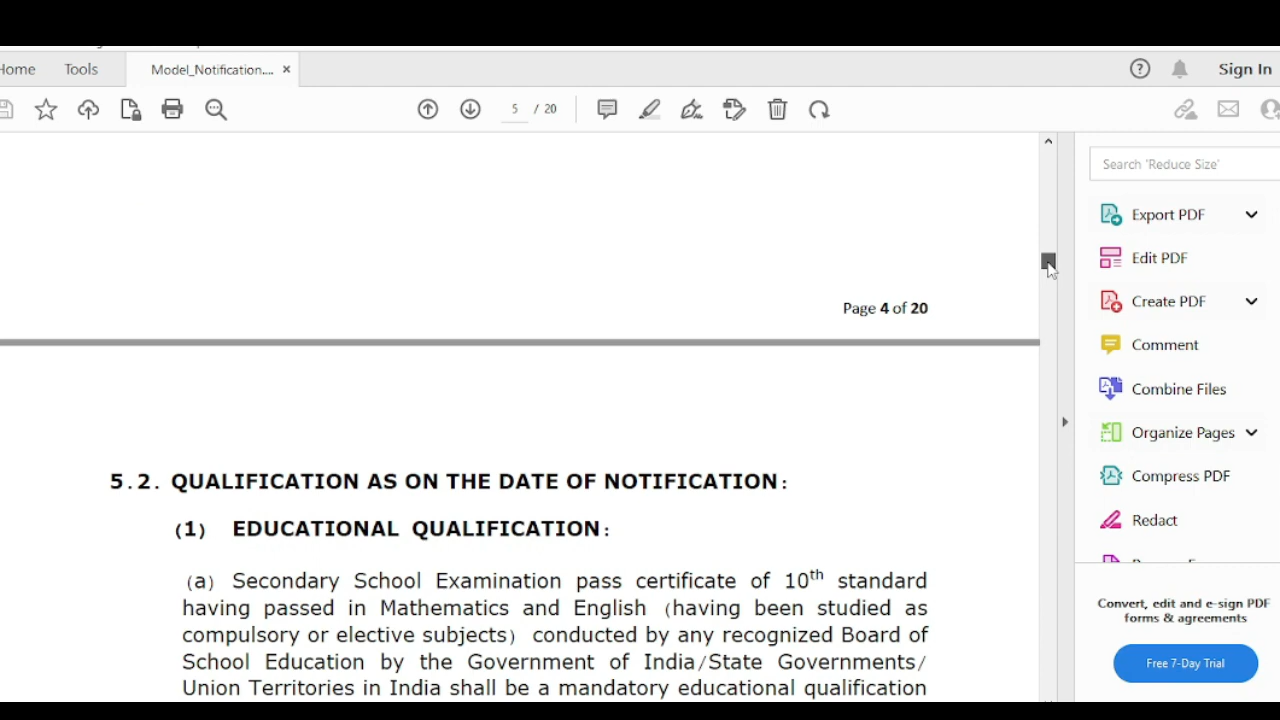 Home Tools Model_Notification.... × ? Sign In
5 / 20
Search 'Reduce Size'
Export PDF
Edit PDF
Create PDF
Comment
Combine Files
Organize Pages
Compress PDF
Redact
Convert, edit and e-sign PDF
forms & agreements
Free 7-Day Trial
Page 4 of 20
5.2. QUALIFICATION AS ON THE DATE OF NOTIFICATION:
(1) EDUCATIONAL QUALIFICATION:
(a) Secondary School Examination pass certificate of 10th standard
having passed in Mathematics and English (having been studied as
compulsory or elective subjects) conducted by any recognized Board of
School Education by the Government of India/State Governments/
Union Territories in India shall be a mandatory educational qualification